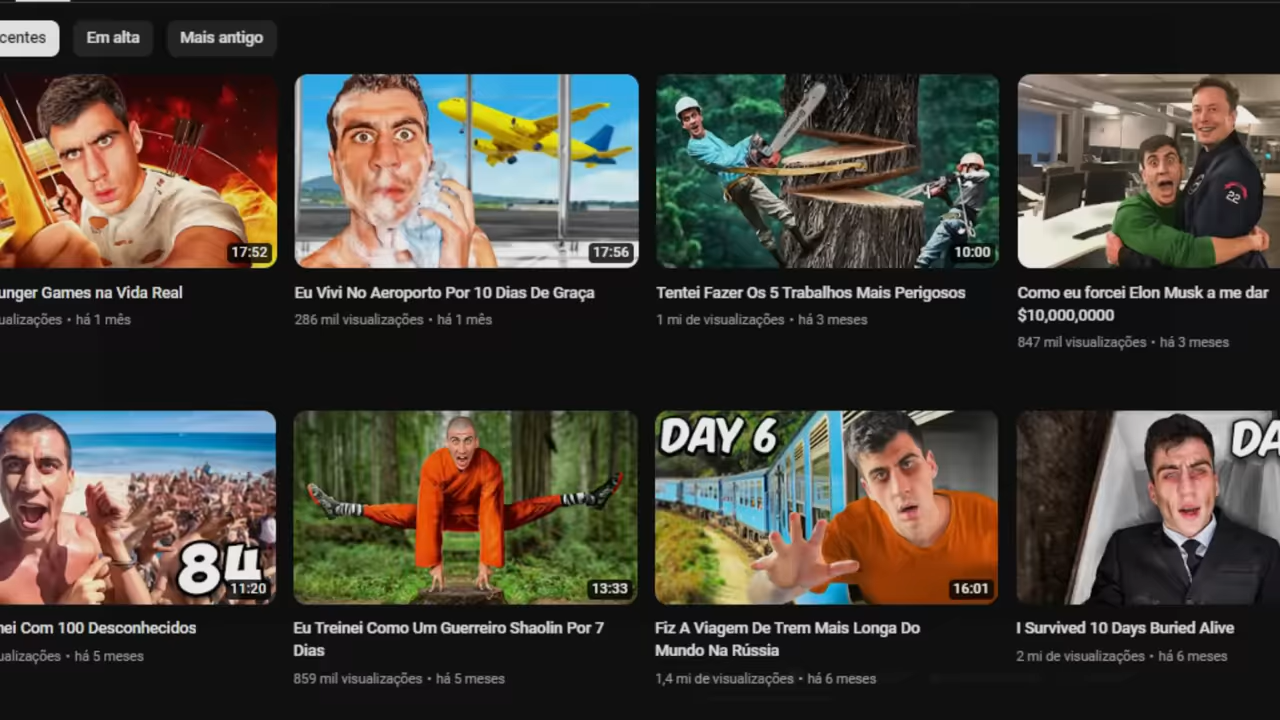 centes
Em alta
Mais antigo
17:52
17:56
10:00
22
unger Games na Vida Real
Eu Vivi No Aeroporto Por 10 Dias De Graça
Tentei Fazer Os 5 Trabalhos Mais Perigosos
Como eu forcei Elon Musk a me dar
$10,000,0000
ualizações • há 1 mês
286 mil visualizações • há 1 mês
1 mi de visualizações • há 3 meses
847 mil visualizações • há 3 meses
84
11:20
13:33
DAY 6
16:01
DA
nei Com 100 Desconhecidos
Eu Treinei Como Um Guerreiro Shaolin Por 7
Dias
Fiz A Viagem De Trem Mais Longa Do
Mundo Na Rússia
I Survived 10 Days Buried Alive
ualizações • há 5 meses
859 mil visualizações • há 5 meses
1,4 mi de visualizações • há 6 meses
2 mi de visualizações • há 6 meses